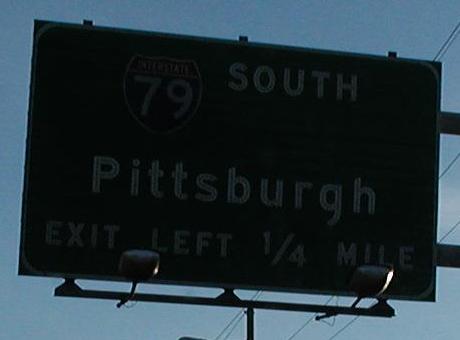 INTERSTATE
79 SOUTH
Pittsburgh
EXIT LEFT 1/4 MILE